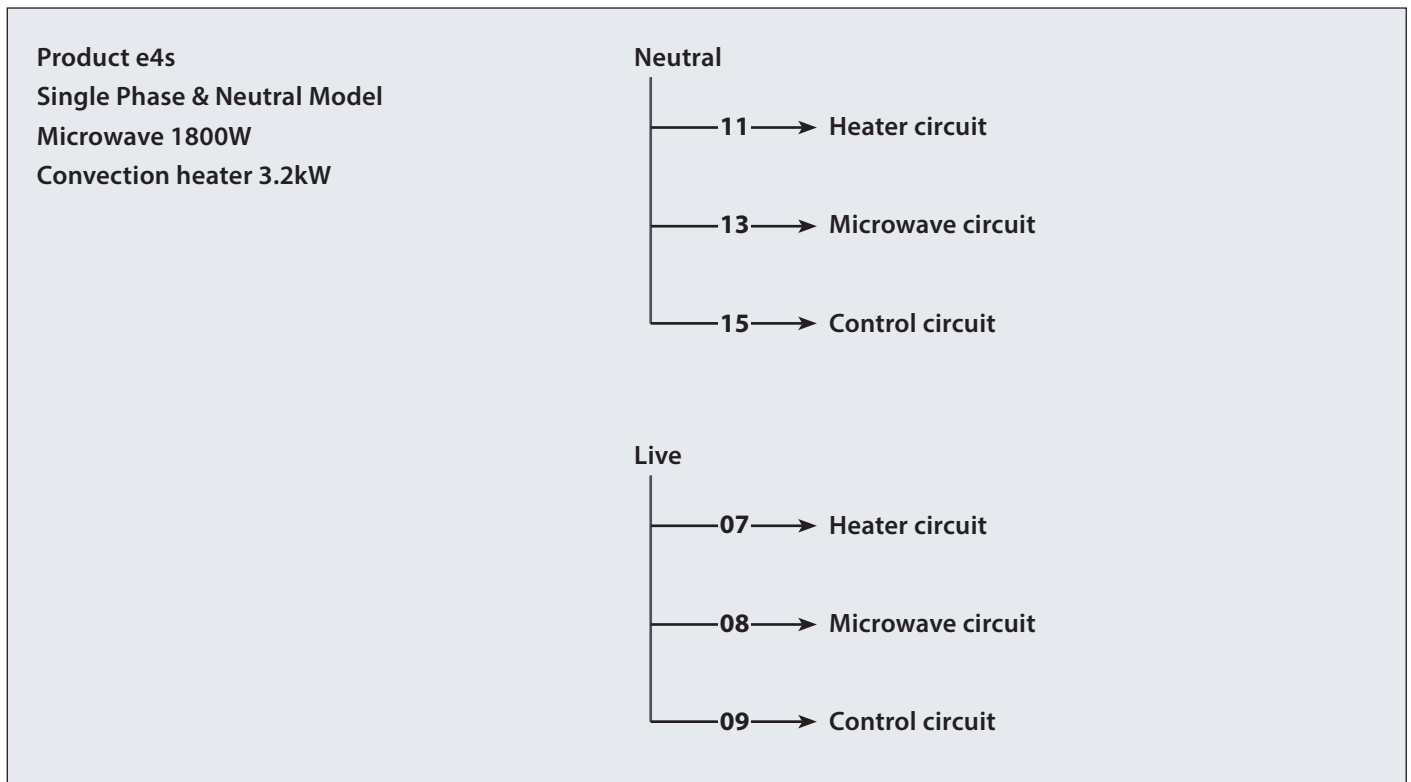 Product e4s
Single Phase & Neutral Model
Microwave 1800W
Convection heater 3.2kW
Neutral
11 Heater circuit
13 Microwave circuit
15 Control circuit
Live
07 Heater circuit
08 Microwave circuit
09 Control circuit